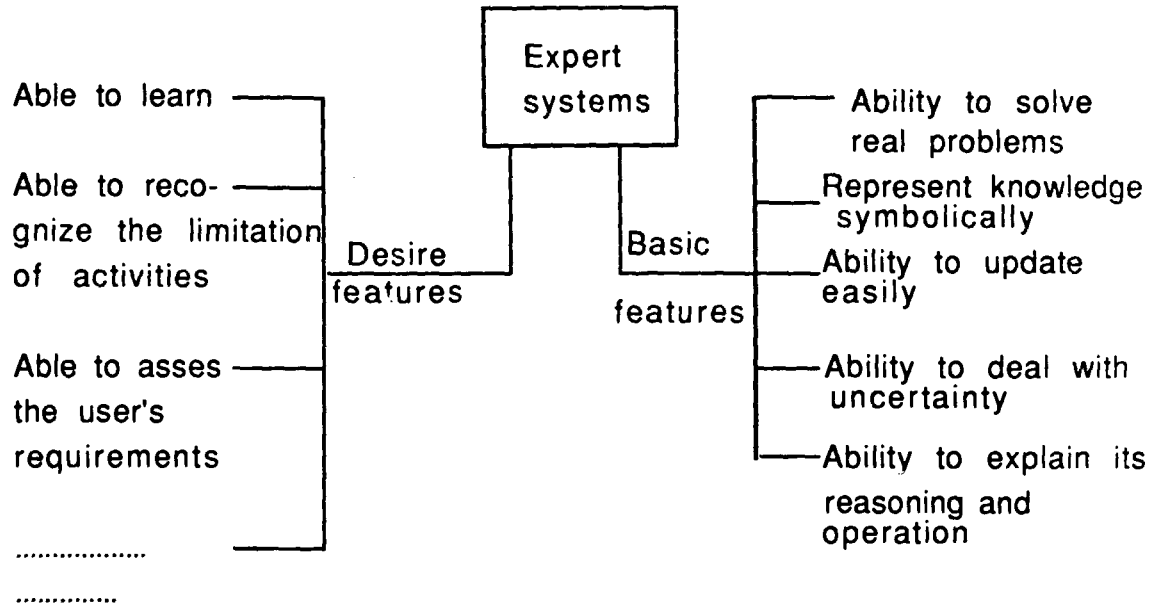 Expert
systems
Able to learn
Able to reco-
gnize the limitation
of activities
Able to asses
the user's
requirements
..................
..............
Desire
features
Basic
features
Ability to solve
real problems
Represent knowledge
symbolically
Ability to update
easily
Ability to deal with
uncertainty
Ability to explain its
reasoning and
operation